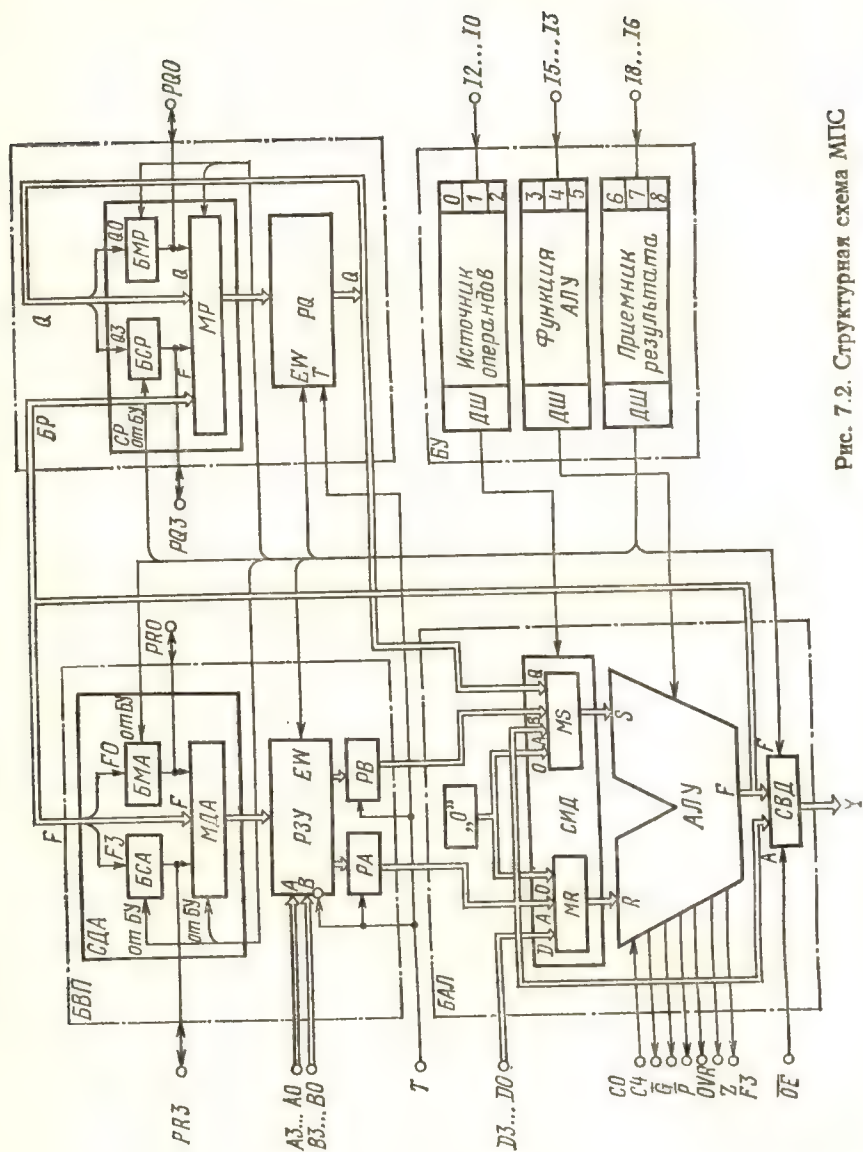 F
PR3
БВП
СДА
F3
F0
БСА
БМА
от БУ
от БУ
от БУ
F
МДА
PR0
A3...A0
B3...B0
A
B
РЗУ
EW
РА
РВ
T
БР
Q
PQ3
СР
от БУ
Q3
Q0
БСР
БМР
F
Q
МР
EW
T
PQ
Q
PQ0
D3...D0
БАЛ
„0”
СИД
D
A
0
MR
0
A
B
Q
MS
R
S
АЛУ
F
C0
C4
G̅
P̅
OVR
Z
F3
O̅E̅
A
F
СВД
Y
БУ
ДШ
Источник операндов
0
1
2
I2...I0
ДШ
Функция АЛУ
3
4
5
I5...I3
ДШ
Приемник результата
6
7
8
I8...I6
Рис. 7.2. Структурная схема МПС